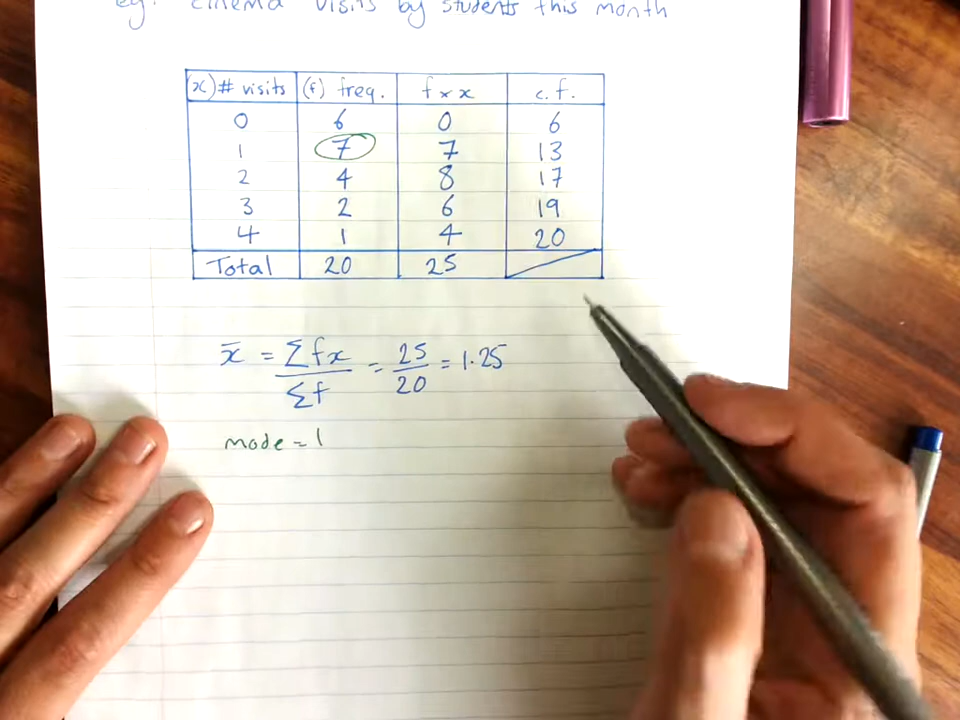 eg. cinema visits by students this month
(x) # visits (f) freq. f x x c.f.
0 6 0 6
1 7 7 13
2 4 8 17
3 2 6 19
4 1 4 20
Total 20 25
x̄ = Σfx / Σf = 25/20 = 1.25
mode = 1